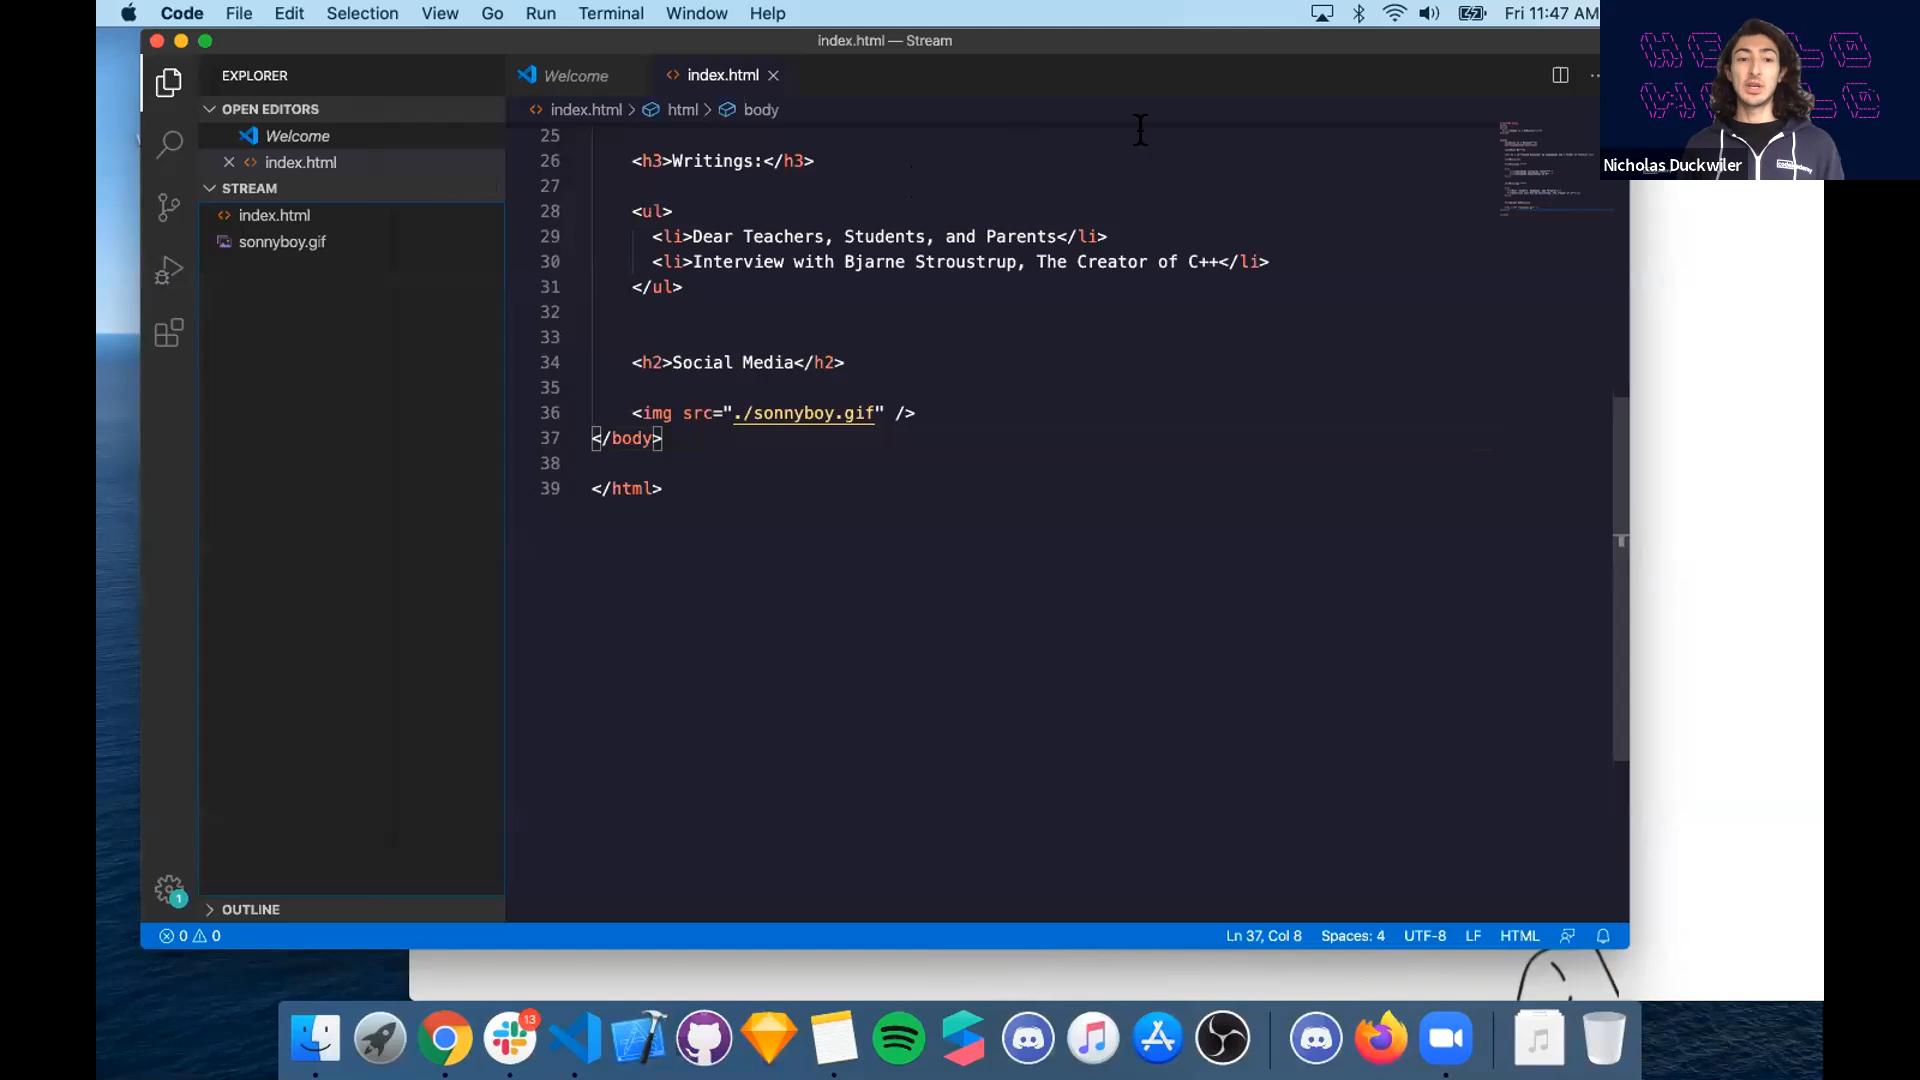 Code File Edit Selection View Go Run Terminal Window Help Fri 11:47 AM
index.html — Stream
Nicholas Duckwiler
EXPLORER
OPEN EDITORS
Welcome
index.html
STREAM
index.html
sonnyboy.gif
OUTLINE
Welcome index.html
index.html > html > body
25
26 <h3>Writings:</h3>
27
28 <ul>
29 <li>Dear Teachers, Students, and Parents</li>
30 <li>Interview with Bjarne Stroustrup, The Creator of C++</li>
31 </ul>
32
33
34 <h2>Social Media</h2>
35
36 <img src="./sonnyboy.gif" />
37 </body>
38
39 </html>
1
0 0 Ln 37, Col 8 Spaces: 4 UTF-8 LF HTML
13